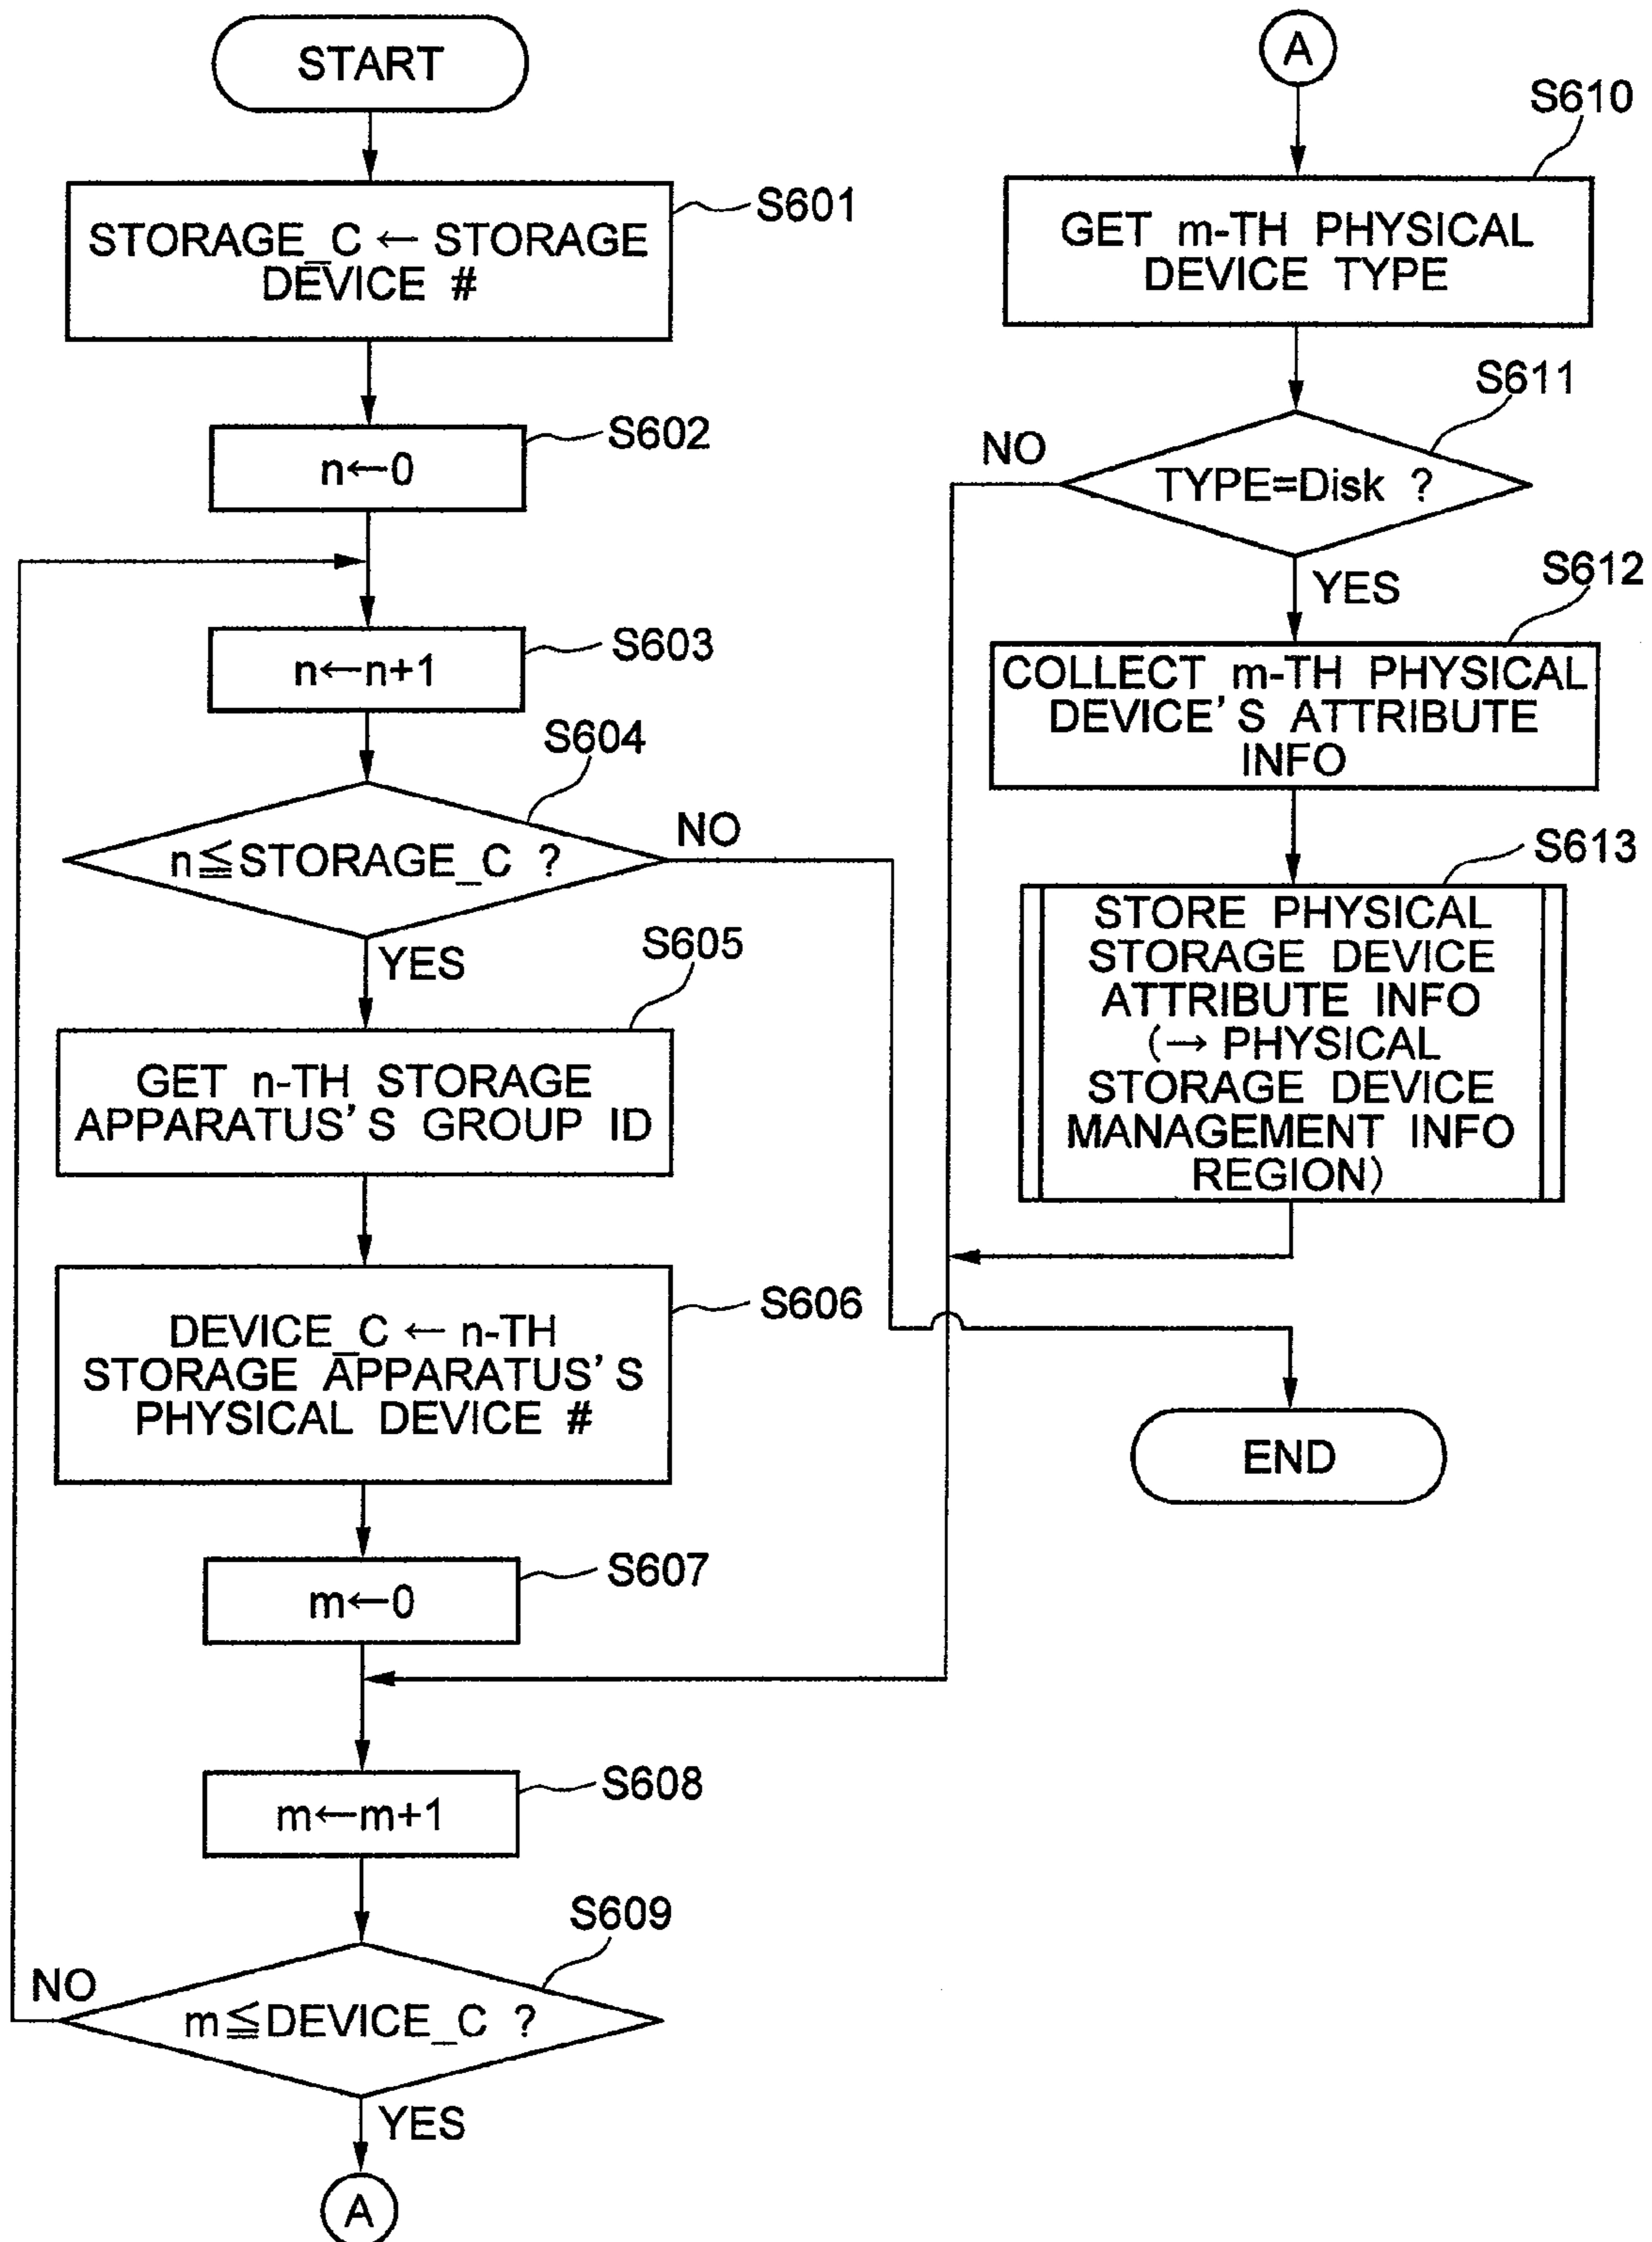 START
S601
STORAGE_C ← STORAGE
DEVICE #
S602
n←0
S603
n←n+1
S604
n≦STORAGE_C ?
NO
YES
S605
GET n-TH STORAGE
APPARATUS'S GROUP ID
S606
DEVICE_C ← n-TH
STORAGE APPARATUS'S
PHYSICAL DEVICE #
S607
m←0
S608
m←m+1
S609
NO
m≦DEVICE_C ?
YES
A
A
S610
GET m-TH PHYSICAL
DEVICE TYPE
S611
NO
TYPE=Disk ?
YES
S612
COLLECT m-TH PHYSICAL
DEVICE'S ATTRIBUTE
INFO
S613
STORE PHYSICAL
STORAGE DEVICE
ATTRIBUTE INFO
(→ PHYSICAL
STORAGE DEVICE
MANAGEMENT INFO
REGION)
END